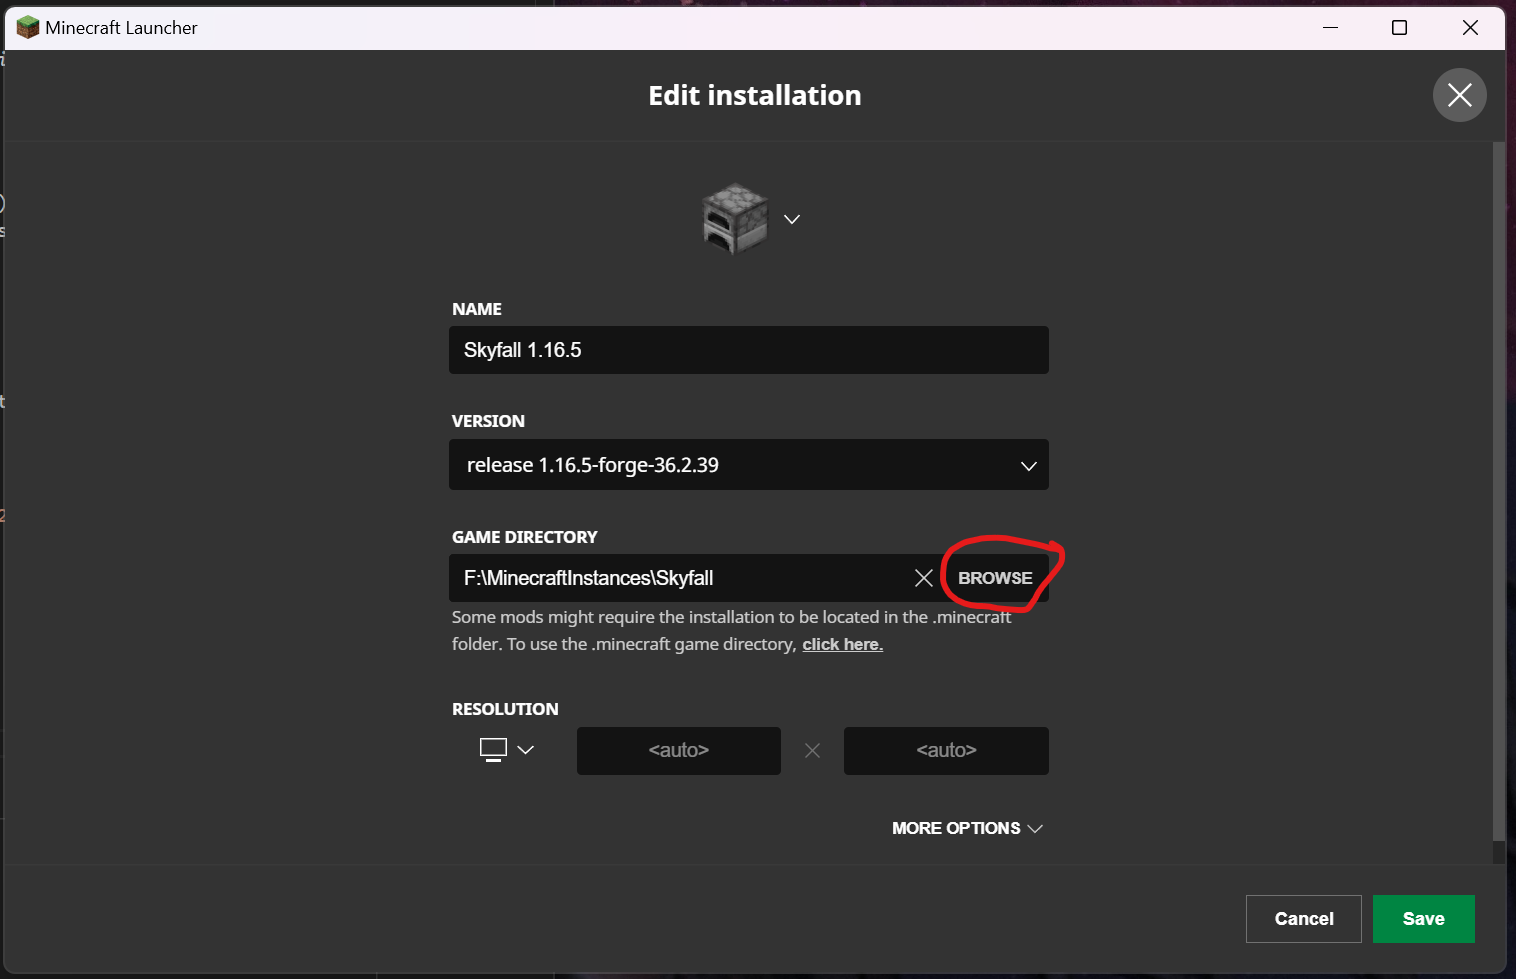 Minecraft Launcher
Edit installation
NAME
Skyfall 1.16.5
VERSION
release 1.16.5-forge-36.2.39
GAME DIRECTORY
F:\MinecraftInstances\Skyfall
BROWSE
Some mods might require the installation to be located in the .minecraft
folder. To use the .minecraft game directory, click here.
RESOLUTION
<auto> <auto>
MORE OPTIONS
Cancel Save